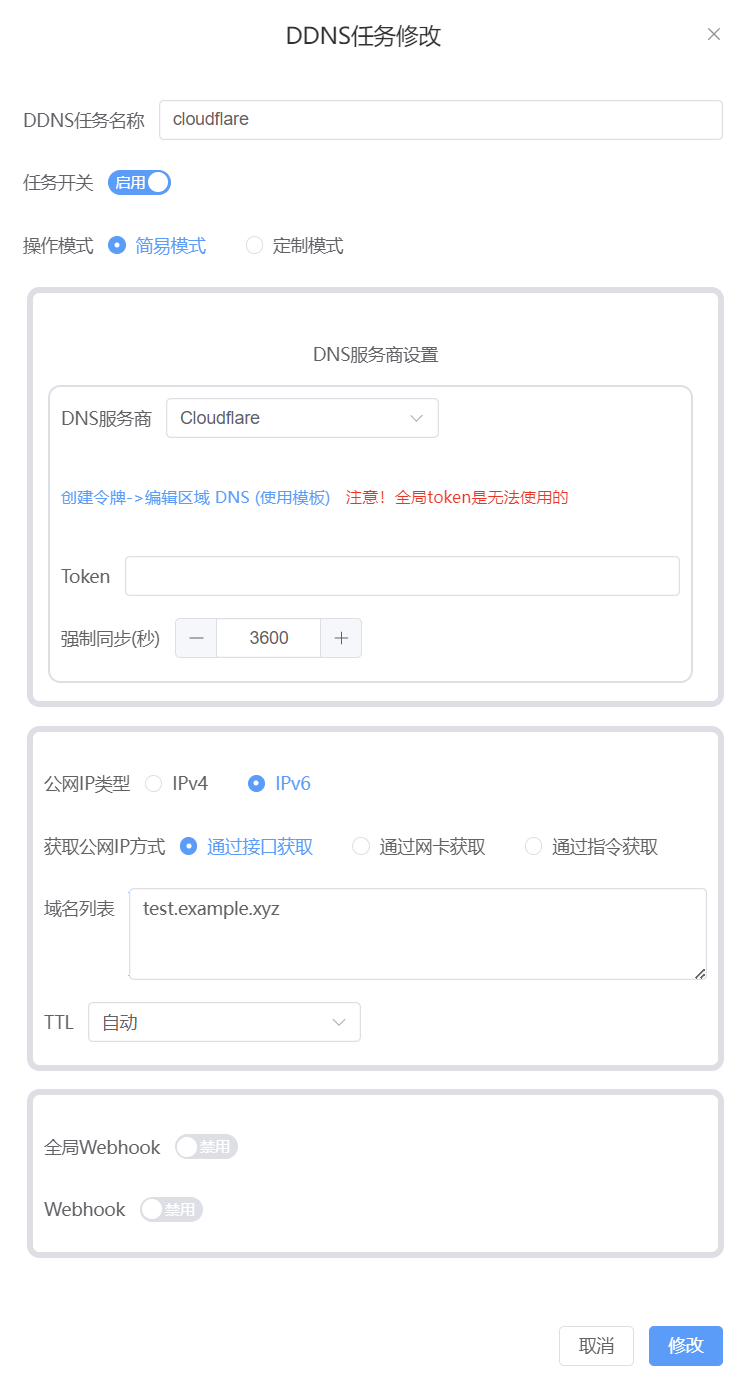 DDNS任务修改
DDNS任务名称 cloudflare
任务开关 启用
操作模式 简易模式 定制模式
DNS服务商设置
DNS服务商 Cloudflare
创建令牌->编辑区域 DNS (使用模板) 注意！全局token是无法使用的
Token
强制同步(秒) 3600
公网IP类型 IPv4 IPv6
获取公网IP方式 通过接口获取 通过网卡获取 通过指令获取
域名列表 test.example.xyz
TTL 自动
全局Webhook 禁用
Webhook 禁用
取消 修改